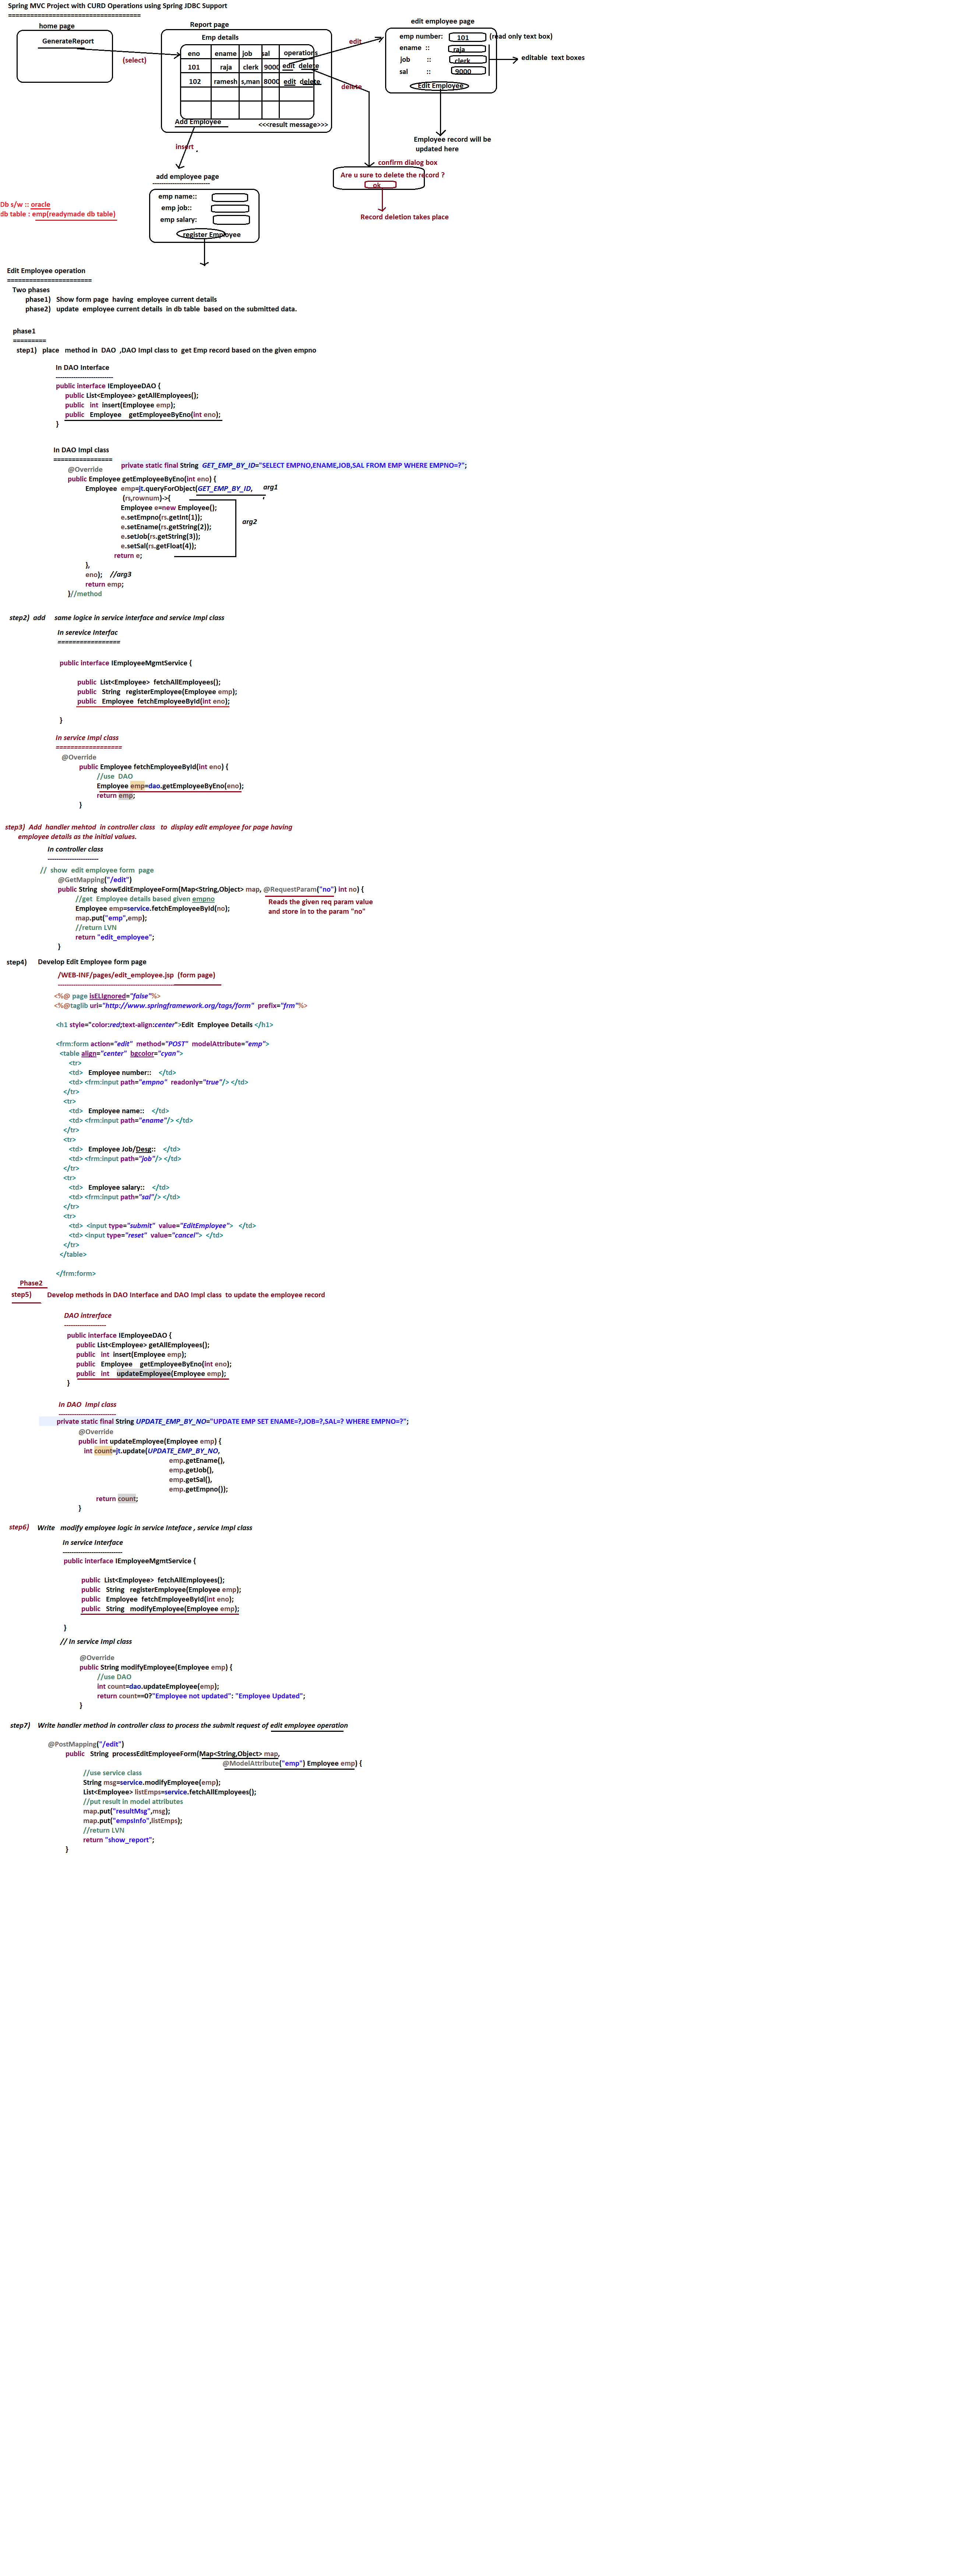 Spring MVC Project with CURD Operations using Spring JDBC Support
====================================
home page
GenerateReport
(select)
Report page
Emp details
eno ename job sal operations
101 raja clerk 9000 edit delete
102 ramesh s,man 8000 edit delete
Add Employee
<<<result message>>>
edit
delete
insert
edit employee page
emp number: 101 (read only text box)
ename :: raja
job :: clerk
sal :: 9000
editable text boxes
Edit Employee
Employee record will be
updated here
confirm dialog box
Are u sure to delete the record ?
ok
Record deletion takes place
add employee page
-------------------------
emp name::
emp job::
emp salary:
register Employee
Db s/w :: oracle
db table : emp(readymade db table)
Edit Employee operation
=======================
Two phases
phase1) Show form page having employee current details
phase2) update employee current details in db table based on the submitted data.
phase1
=========
step1) place method in DAO ,DAO Impl class to get Emp record based on the given empno
In DAO Interface
-------------------------
public interface IEmployeeDAO {
public List<Employee> getAllEmployees();
public int insert(Employee emp);
public Employee getEmployeeByEno(int eno);
}
In DAO Impl class
================
private static final String GET_EMP_BY_ID="SELECT EMPNO,ENAME,JOB,SAL FROM EMP WHERE EMPNO=?";
@Override
public Employee getEmployeeByEno(int eno) {
Employee emp=jt.queryForObject(GET_EMP_BY_ID, arg1
(rs,rownum)->{
Employee e=new Employee();
e.setEmpno(rs.getInt(1));
e.setEname(rs.getString(2)); arg2
e.setJob(rs.getString(3));
e.setSal(rs.getFloat(4));
return e;
},
eno); //arg3
return emp;
}//method
step2) add same logice in service interface and service Impl class
In serevice Interfac
=================
public interface IEmployeeMgmtService {
public List<Employee> fetchAllEmployees();
public String registerEmployee(Employee emp);
public Employee fetchEmployeeById(int eno);
}
In service Impl class
==================
@Override
public Employee fetchEmployeeById(int eno) {
//use DAO
Employee emp=dao.getEmployeeByEno(eno);
return emp;
}
step3) Add handler mehtod in controller class to display edit employee for page having
employee details as the initial values.
In controller class
----------------------
// show edit employee form page
@GetMapping("/edit")
public String showEditEmployeeForm(Map<String,Object> map, @RequestParam("no") int no) {
//get Employee details based given empno
Employee emp=service.fetchEmployeeById(no);
map.put("emp",emp);
//return LVN
return "edit_employee";
}
Reads the given req param value
and store in to the param "no"
step4) Develop Edit Employee form page
/WEB-INF/pages/edit_employee.jsp (form page)
----------------------------------------------------
<%@ page isELIgnored="false"%>
<%@taglib uri="http://www.springframework.org/tags/form" prefix="frm"%>
<h1 style="color:red;text-align:center">Edit Employee Details </h1>
<frm:form action="edit" method="POST" modelAttribute="emp">
<table align="center" bgcolor="cyan">
<tr>
<td> Employee number:: </td>
<td> <frm:input path="empno" readonly="true"/> </td>
</tr>
<tr>
<td> Employee name:: </td>
<td> <frm:input path="ename"/> </td>
</tr>
<tr>
<td> Employee Job/Desg:: </td>
<td> <frm:input path="job"/> </td>
</tr>
<tr>
<td> Employee salary:: </td>
<td> <frm:input path="sal"/> </td>
</tr>
<tr>
<td> <input type="submit" value="EditEmployee"> </td>
<td> <input type="reset" value="cancel"> </td>
</tr>
</table>
</frm:form>
Phase2
step5) Develop methods in DAO Interface and DAO Impl class to update the employee record
DAO intrerface
------------------
public interface IEmployeeDAO {
public List<Employee> getAllEmployees();
public int insert(Employee emp);
public Employee getEmployeeByEno(int eno);
public int updateEmployee(Employee emp);
}
In DAO Impl class
-------------------------
private static final String UPDATE_EMP_BY_NO="UPDATE EMP SET ENAME=?,JOB=?,SAL=? WHERE EMPNO=?";
@Override
public int updateEmployee(Employee emp) {
int count=jt.update(UPDATE_EMP_BY_NO,
emp.getEname(),
emp.getJob(),
emp.getSal(),
emp.getEmpno());
return count;
}
step6) Write modify employee logic in service Inteface , service Impl class
In service Interface
--------------------------
public interface IEmployeeMgmtService {
public List<Employee> fetchAllEmployees();
public String registerEmployee(Employee emp);
public Employee fetchEmployeeById(int eno);
public String modifyEmployee(Employee emp);
}
// In service Impl class
@Override
public String modifyEmployee(Employee emp) {
//use DAO
int count=dao.updateEmployee(emp);
return count==0?"Employee not updated": "Employee Updated";
}
step7) Write handler method in controller class to process the submit request of edit employee operation
@PostMapping("/edit")
public String processEditEmployeeForm(Map<String,Object> map,
@ModelAttribute("emp") Employee emp) {
//use service class
String msg=service.modifyEmployee(emp);
List<Employee> listEmps=service.fetchAllEmployees();
//put result in model attributes
map.put("resultMsg",msg);
map.put("empsInfo",listEmps);
//return LVN
return "show_report";
}